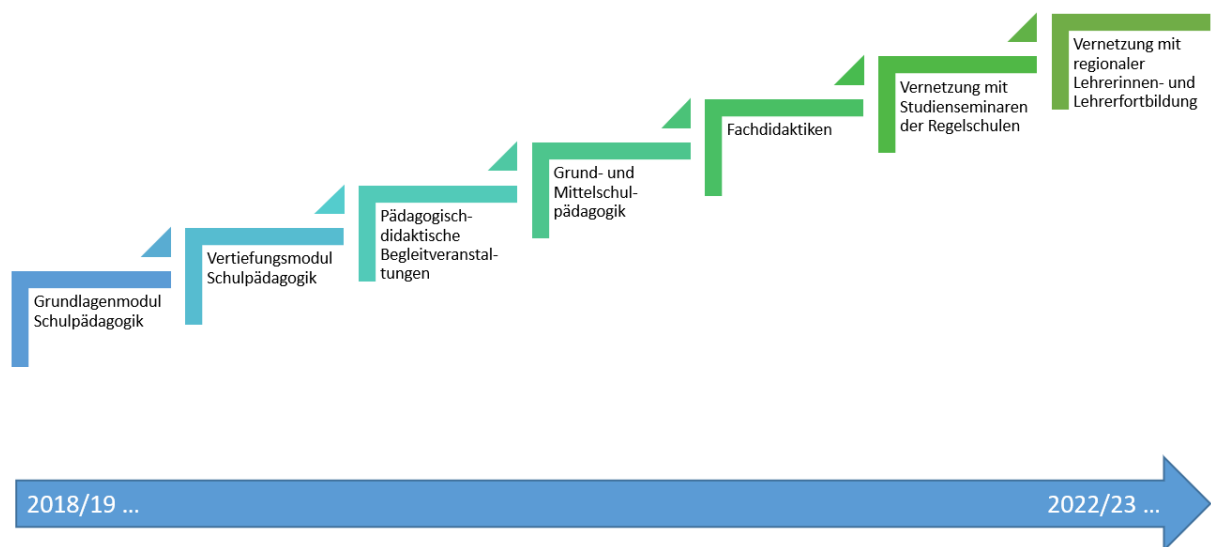 Grundlagenmodul
Schulpädagogik
Vertiefungsmodul
Schulpädagogik
Pädagogisch-
didaktische
Begleitveranstal-
tungen
Grund- und
Mittelschul-
pädagogik
Fachdidaktiken
Vernetzung mit
Studienseminaren
der Regelschulen
Vernetzung mit
regionaler
Lehrerinnen- und
Lehrerfortbildung
2018/19 ...
2022/23 ...